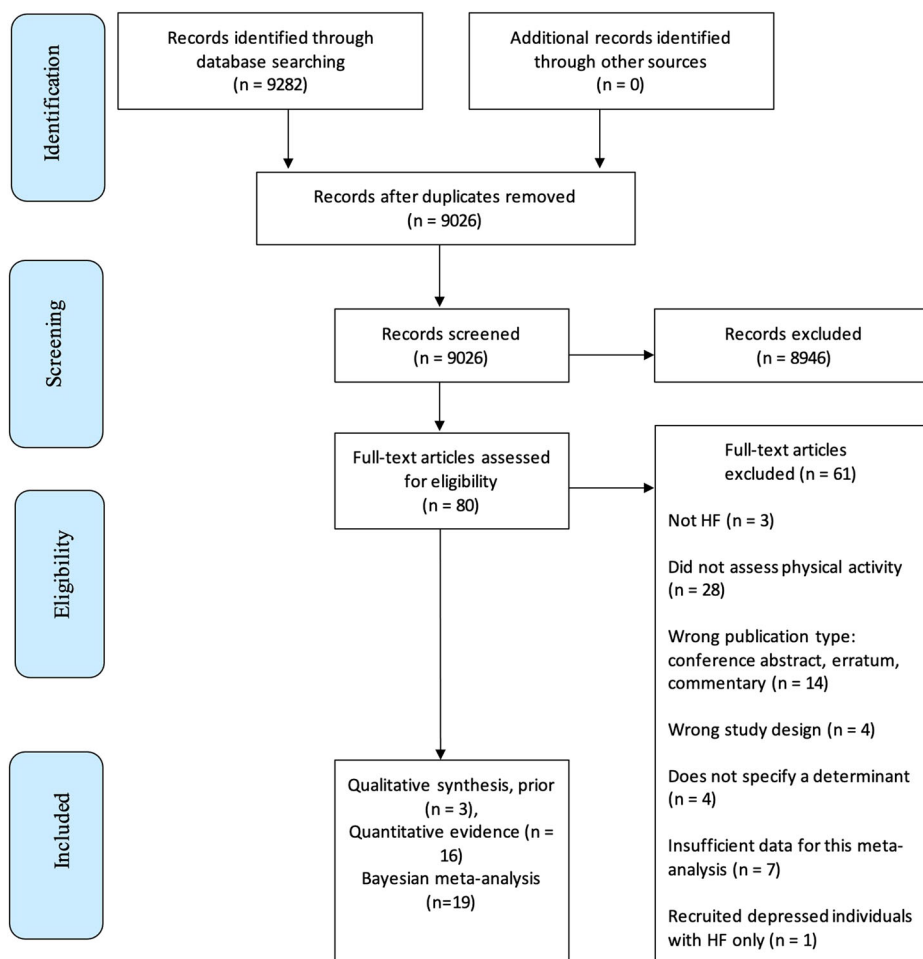 Identification
Records identified through
database searching
(n = 9282)
Additional records identified
through other sources
(n = 0)
Records after duplicates removed
(n = 9026)
Screening
Records screened
(n = 9026)
Records excluded
(n = 8946)
Eligibility
Full-text articles assessed
for eligibility
(n = 80)
Full-text articles
excluded (n = 61)
Not HF (n = 3)
Did not assess physical activity
(n = 28)
Wrong publication type:
conference abstract, erratum,
commentary (n = 14)
Wrong study design (n = 4)
Does not specify a determinant
(n = 4)
Insufficient data for this meta-
analysis (n = 7)
Recruited depressed individuals
with HF only (n = 1)
Included
Qualitative synthesis, prior
(n = 3),
Quantitative evidence (n =
16)
Bayesian meta-analysis
(n=19)